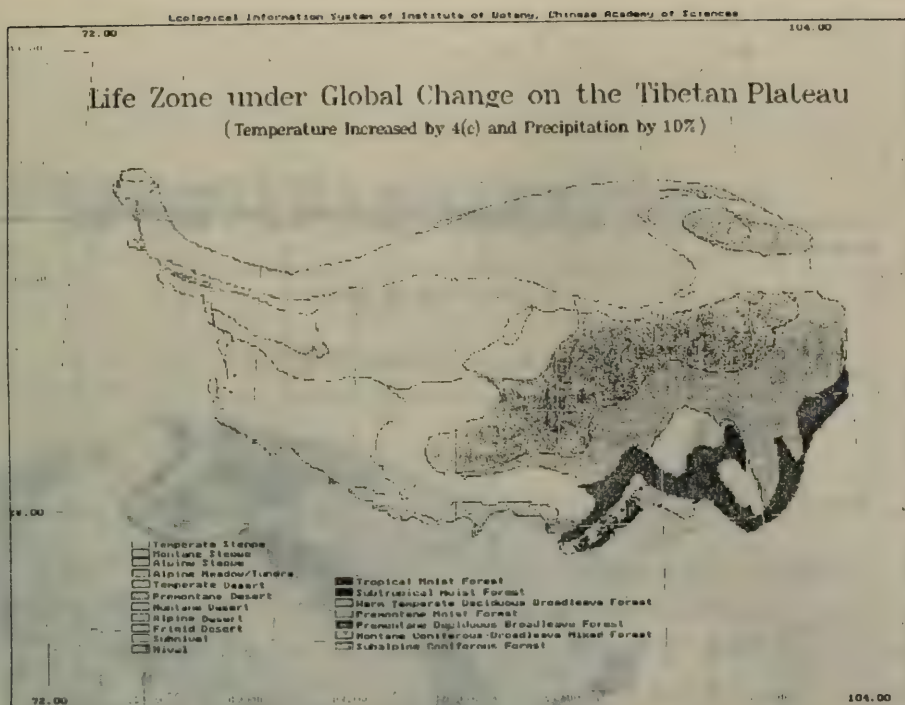 Ecological Information System of Institute of Botany, Chinese Academy of Sciences
72.00 104.00
Life Zone under Global Change on the Tibetan Plateau
(Temperature Increased by 4(c) and Precipitation by 10%)
Temperate Steppe
Montane Steppe
Alpine Steppe
Alpine Meadow/Tundra
Temperate Desert
Premontane Desert
Montane Desert
Alpine Desert
Frigid Desert
Subnival
Nival
Tropical Moist Forest
Subtropical Moist Forest
Warm Temperate Deciduous Broadleave Forest
Premontane Moist Forest
Premontane Deciduous Broadleave Forest
Montane Coniferous-Broadleave Mixed Forest
Subalpine Coniferous Forest
72.00 104.00